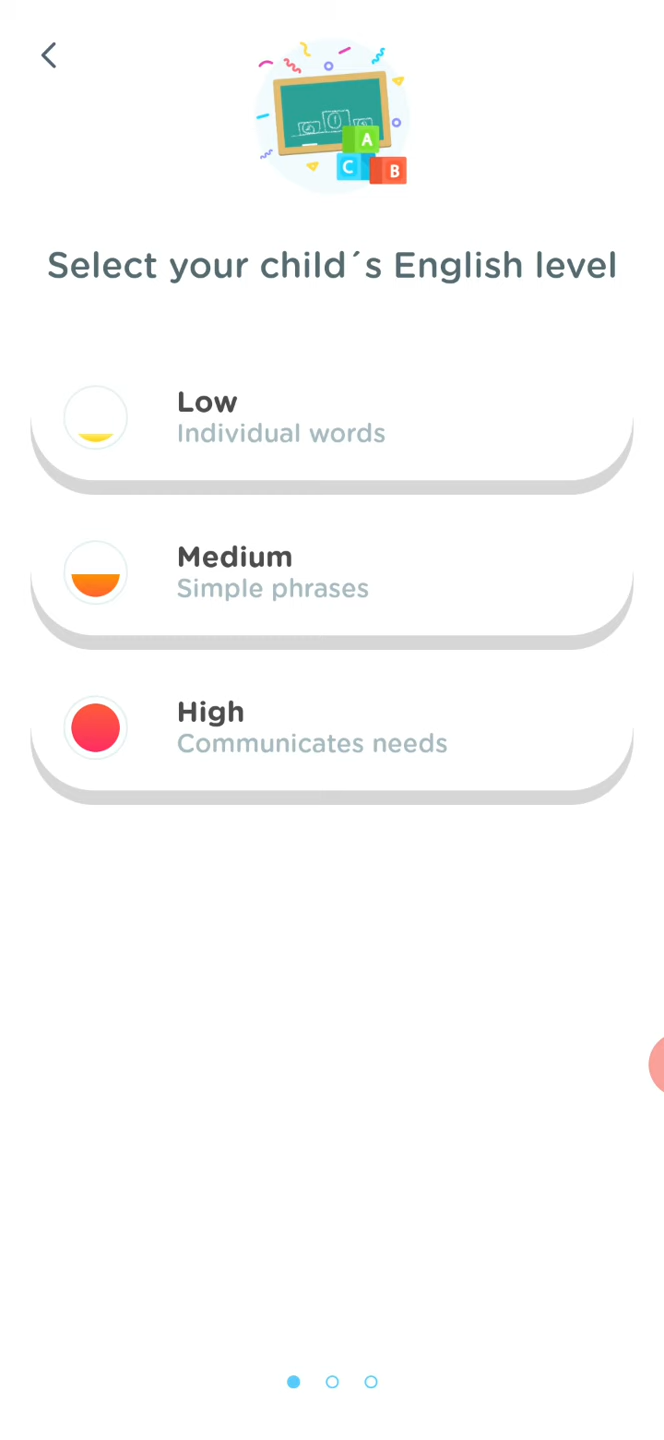 A
C
B
Select your child´s English level
Low
Individual words
Medium
Simple phrases
High
Communicates needs